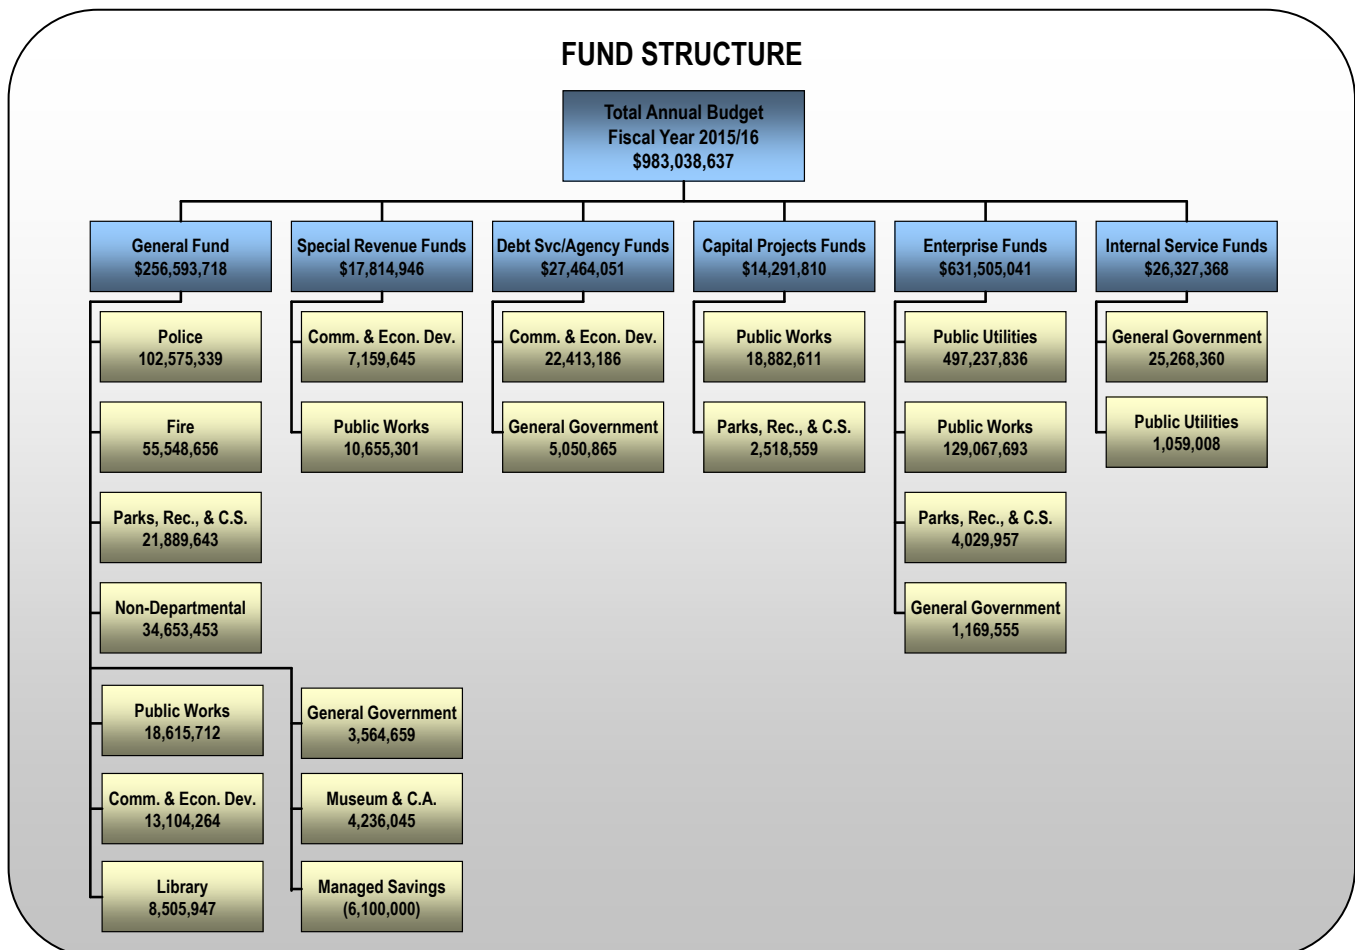 FUND STRUCTURE
Total Annual Budget
Fiscal Year 2015/16
$983,038,637
General Fund
$256,593,718
Special Revenue Funds
$17,814,946
Debt Svc/Agency Funds
$27,464,051
Capital Projects Funds
$14,291,810
Enterprise Funds
$631,505,041
Internal Service Funds
$26,327,368
Police
102,575,339
Comm. & Econ. Dev.
7,159,645
Comm. & Econ. Dev.
22,413,186
Public Works
18,882,611
Public Utilities
497,237,836
General Government
25,268,360
Fire
55,548,656
Public Works
10,655,301
General Government
5,050,865
Parks, Rec., & C.S.
2,518,559
Public Works
129,067,693
Public Utilities
1,059,008
Parks, Rec., & C.S.
21,889,643
Parks, Rec., & C.S.
4,029,957
Non-Departmental
34,653,453
General Government
1,169,555
Public Works
18,615,712
General Government
3,564,659
Comm. & Econ. Dev.
13,104,264
Museum & C.A.
4,236,045
Library
8,505,947
Managed Savings
(6,100,000)